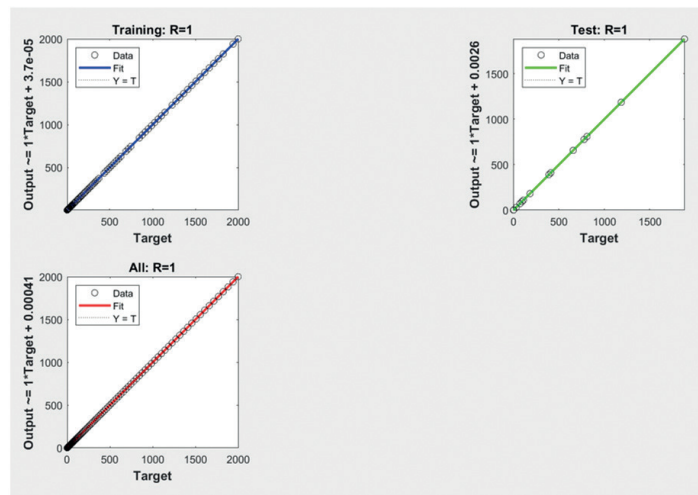 Training: R=1
Output ~= 1*Target + 3.7e-05
2000
1500
1000
500
0
Data
Fit
Y = T
500
1000
1500
2000
Target
Test: R=1
Output ~= 1*Target + 0.0026
1500
1000
500
0
Data
Fit
Y = T
0
500
1000
1500
Target
All: R=1
Output ~= 1*Target + 0.00041
2000
1500
1000
500
0
Data
Fit
Y = T
0
500
1000
1500
2000
Target